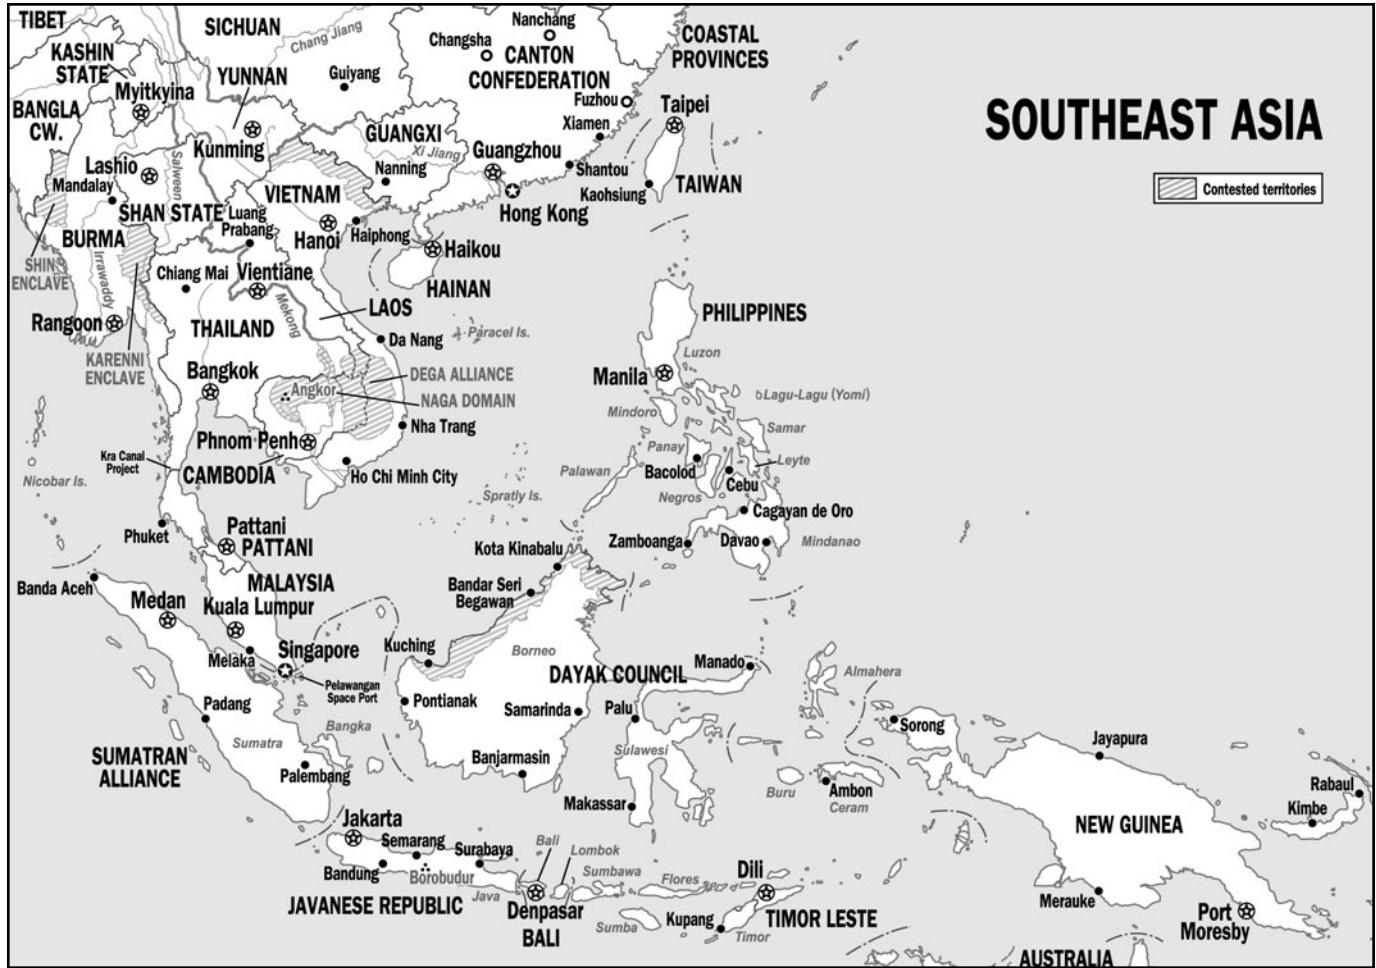 TIBET
SICHUAN
Nanchang
Chang Jiang
Changsha
COASTAL
PROVINCES
KASHIN
STATE
YUNNAN
Guiyang
CANTON
CONFEDERATION
Myitkyina
BANGLA
CW.
Fuzhou
Taipei
SOUTHEAST ASIA
Xiamen
GUANGXI
Xi Jiang
Kunming
Guangzhou
Lashio
Salween
Mandalay
Nanning
Shantou
Kaohsiung
TAIWAN
Contested territories
VIETNAM
SHAN STATE
Luang
Prabang
Hong Kong
BURMA
Hanoi
Haiphong
Haikou
SHIN
ENCLAVE
Irrawaddy
Chiang Mai
Vientiane
HAINAN
Rangoon
THAILAND
Mekong
LAOS
PHILIPPINES
Paracel Is.
Da Nang
KARENNI
ENCLAVE
Luzon
Bangkok
Angkor
DEGA ALLIANCE
NAGA DOMAIN
Manila
Lagu-Lagu (Yomi)
Mindoro
Nha Trang
Samar
Phnom Penh
Kra Canal
Project
CAMBODIA
Ho Chi Minh City
Panay
Leyte
Palawan
Bacolod
Cebu
Nicobar Is.
Spratly Is.
Negros
Cagayan de Oro
Phuket
Pattani
PATTANI
Zamboanga
Davao
Mindanao
Kota Kinabalu
Banda Aceh
MALAYSIA
Bandar Seri
Begawan
Medan
Kuala Lumpur
Singapore
Melaka
Kuching
Borneo
DAYAK COUNCIL
Manado
Almahera
Pelawangan
Space Port
Padang
Pontianak
Samarinda
Palu
Sorong
Bangka
Sumatra
SUMATRAN
ALLIANCE
Palembang
Banjarmasin
Sulawesi
Jayapura
Buru
Ambon
Ceram
Rabaul
Makassar
Kimbe
Jakarta
NEW GUINEA
Semarang
Surabaya
Bali
Lombok
Bandung
Borobudur
Sumbawa
Flores
Dili
Java
JAVANESE REPUBLIC
Denpasar
BALI
Sumba
Kupang
Timor
TIMOR LESTE
Merauke
Port
Moresby
AUSTRALIA